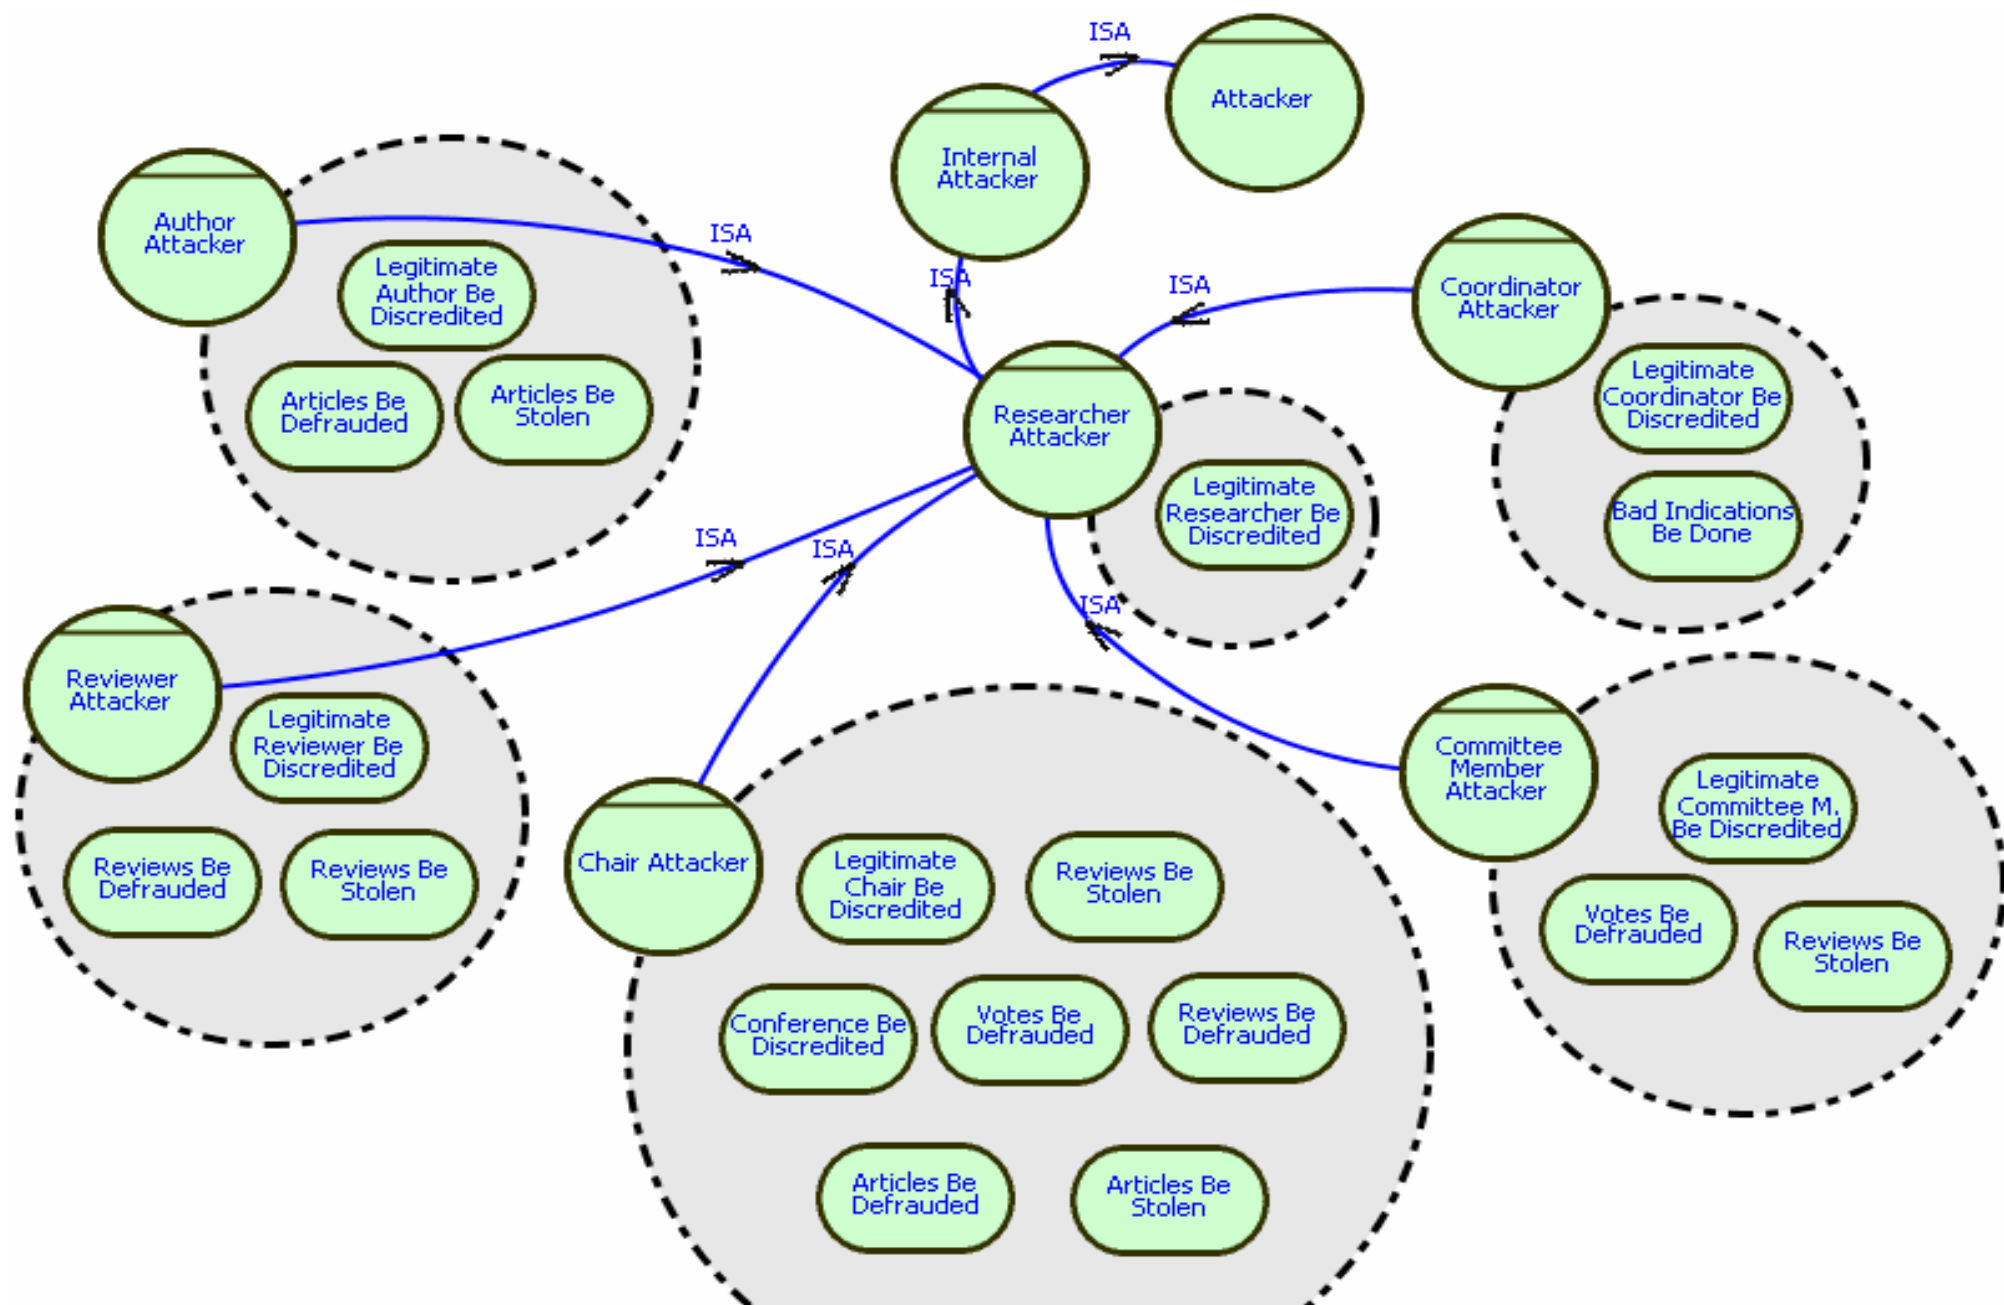 ISA
Attacker
Internal
Attacker
Author
Attacker
ISA
Legitimate
Author Be
Discredited
Articles Be
Defrauded
Articles Be
Stolen
ISA
ISA
Coordinator
Attacker
Legitimate
Coordinator Be
Discredited
Bad Indications
Be Done
Researcher
Attacker
Legitimate
Researcher Be
Discredited
ISA
ISA
ISA
Reviewer
Attacker
Legitimate
Reviewer Be
Discredited
Reviews Be
Defrauded
Reviews Be
Stolen
Chair Attacker
Legitimate
Chair Be
Discredited
Reviews Be
Stolen
Conference Be
Discredited
Votes Be
Defrauded
Reviews Be
Defrauded
Articles Be
Defrauded
Articles Be
Stolen
Committee
Member
Attacker
Legitimate
Committee M.
Be Discredited
Votes Be
Defrauded
Reviews Be
Stolen